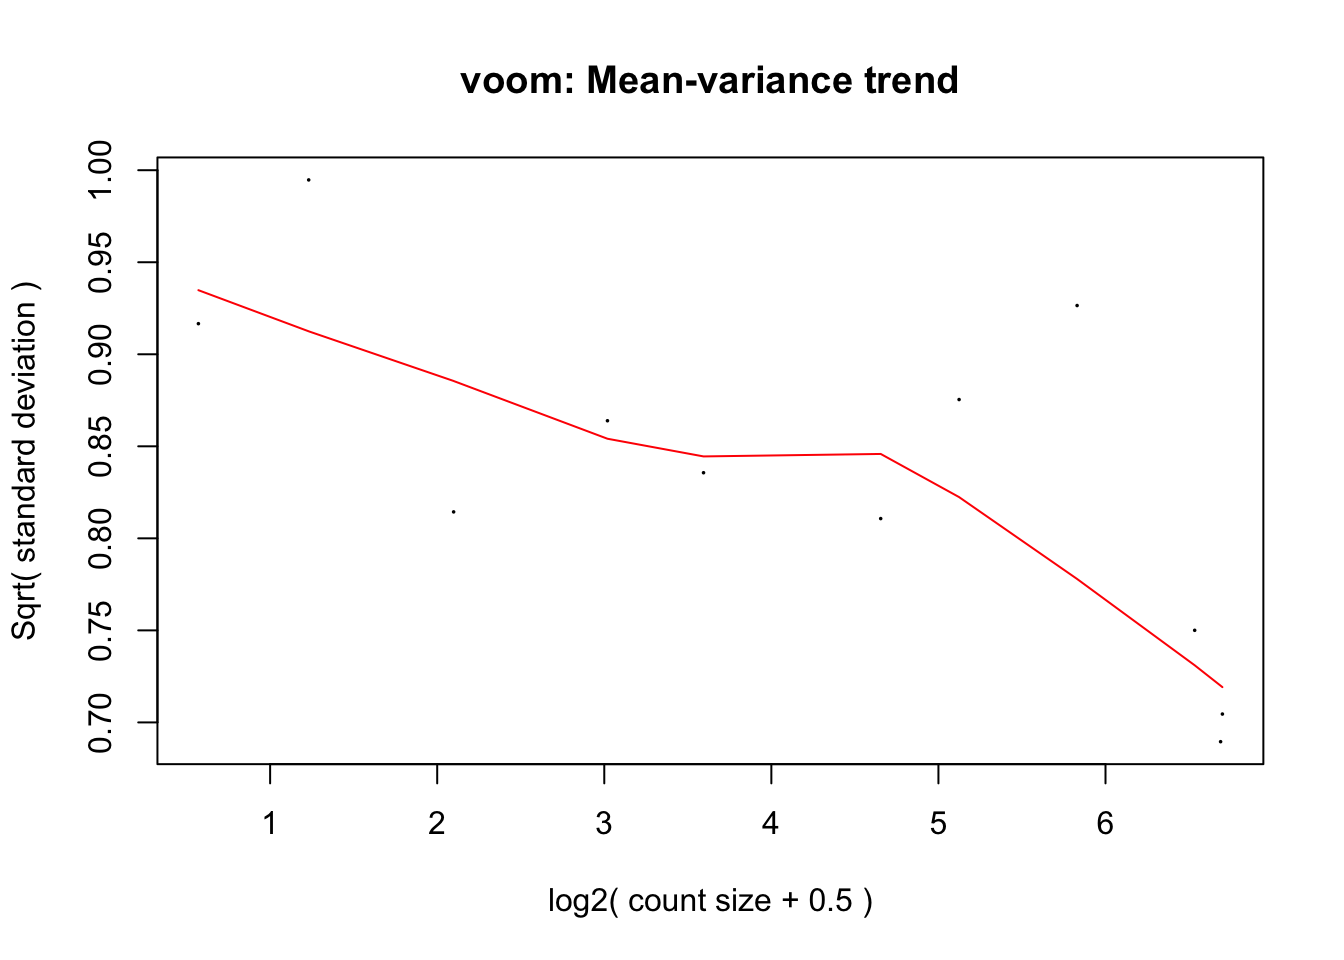 voom: Mean-variance trend
Sqrt( standard deviation )
1.00
0.95
0.90
0.85
0.80
0.75
0.70
1 2 3 4 5 6
log2( count size + 0.5 )